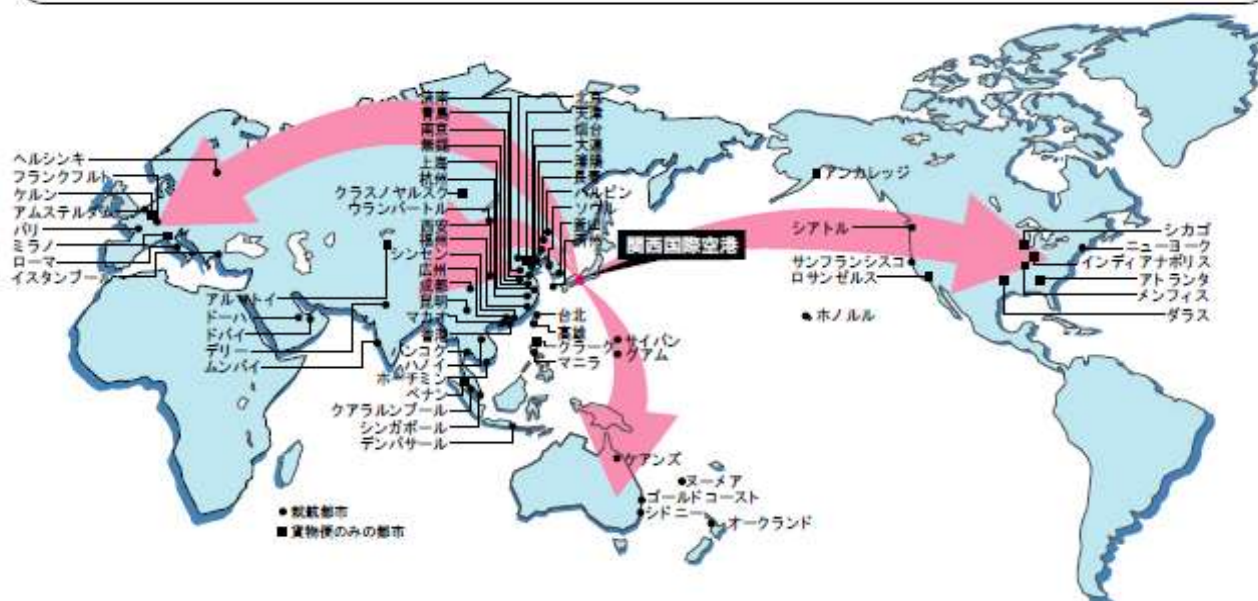 済南
青島
南京
無錫
上海
杭州
クラスノヤルスク
ウランバートル
西安
福州
シンセン
広州
成都
昆明
マカオ
香港
バンコク
ハノイ
ホーチミン
ペナン
クアラルンプール
シンガポール
デンパサール
北京
天津
烟台
大連
瀋陽
長春
ハルビン
ソウル
釜山
済州
関西国際空港
台北
高雄
クラーク
マニラ
サイパン
グアム
ヘルシンキ
フランクフルト
ケルン
アムステルダム
パリ
ミラノ
ローマ
イスタンブール
アルマトイ
ドーハ
ドバイ
デリー
ムンバイ
ケアンズ
ヌーメア
ゴールドコースト
シドニー
オークランド
アンカレッジ
シアトル
サンフランシスコ
ロサンゼルス
ホノルル
シカゴ
ニューヨーク
インディアナポリス
アトランタ
メンフィス
ダラス
●就航都市
■貨物便のみの都市